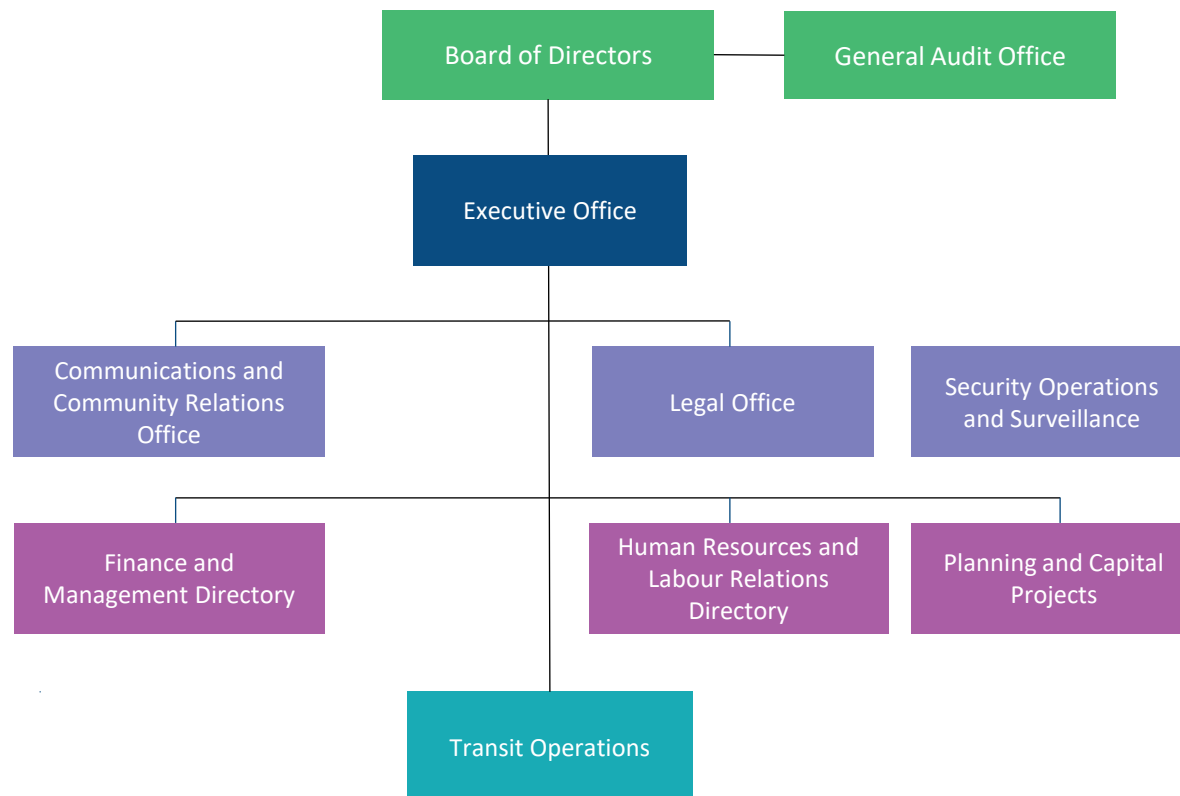 Board of Directors
General Audit Office
Executive Office
Communications and
Community Relations
Office
Legal Office
Security Operations
and Surveillance
Finance and
Management Directory
Human Resources and
Labour Relations
Directory
Planning and Capital
Projects
Transit Operations